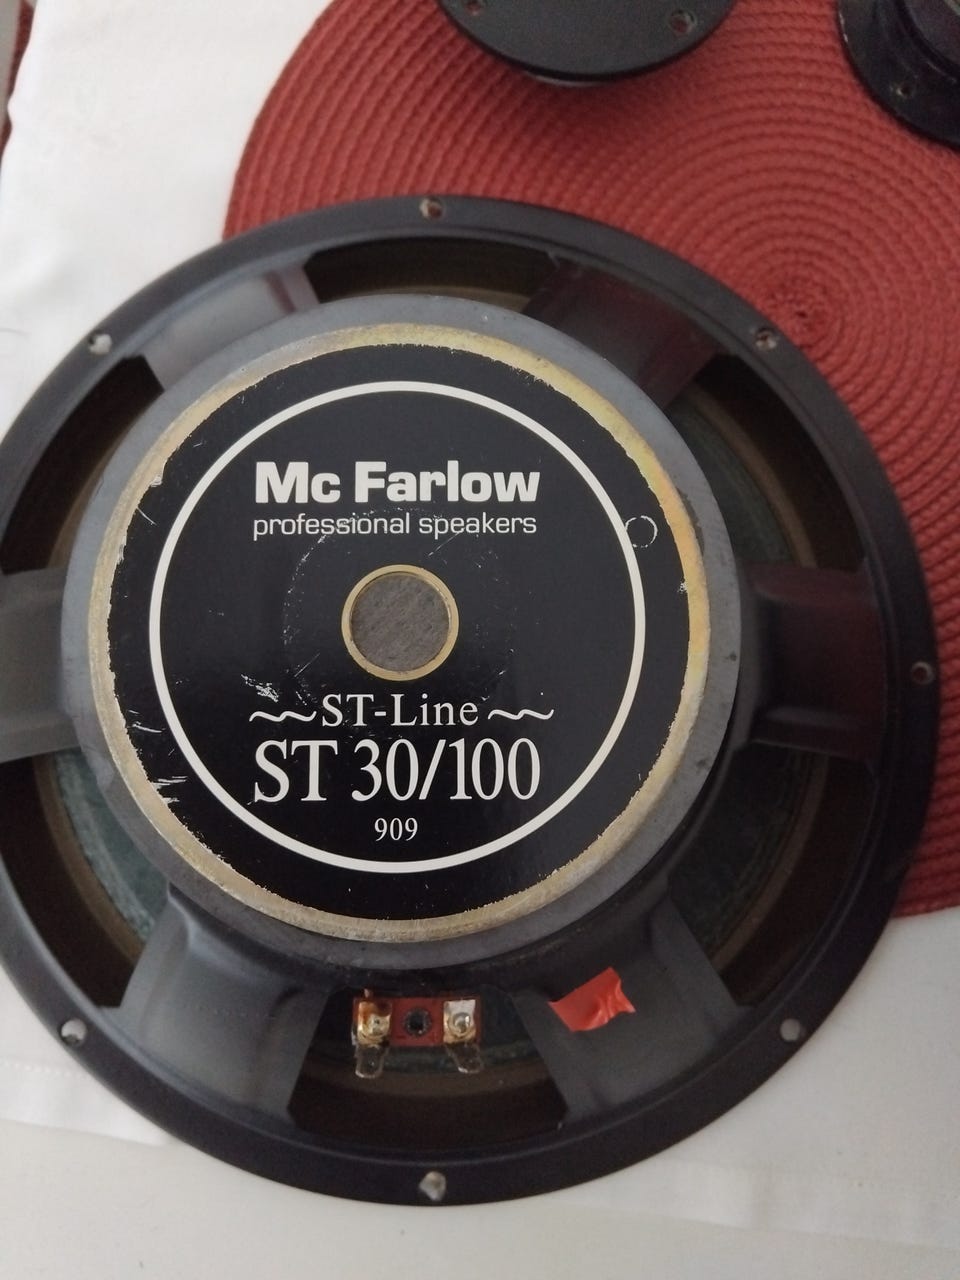 Mc Farlow
professional speakers
ST-Line
ST 30/100
909